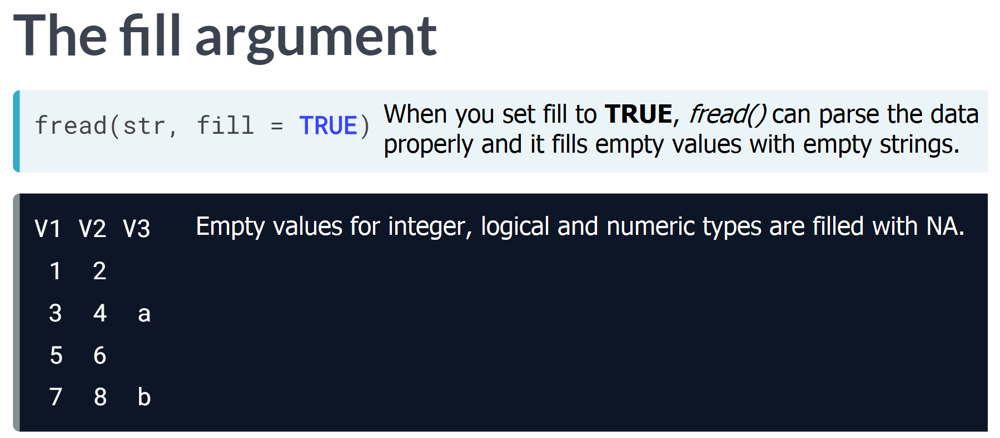 The fill argument
fread(str, fill = TRUE)
When you set fill to TRUE, fread() can parse the data
properly and it fills empty values with empty strings.
V1 V2 V3
Empty values for integer, logical and numeric types are filled with NA.
1 2
3 4 a
5 6
7 8 b